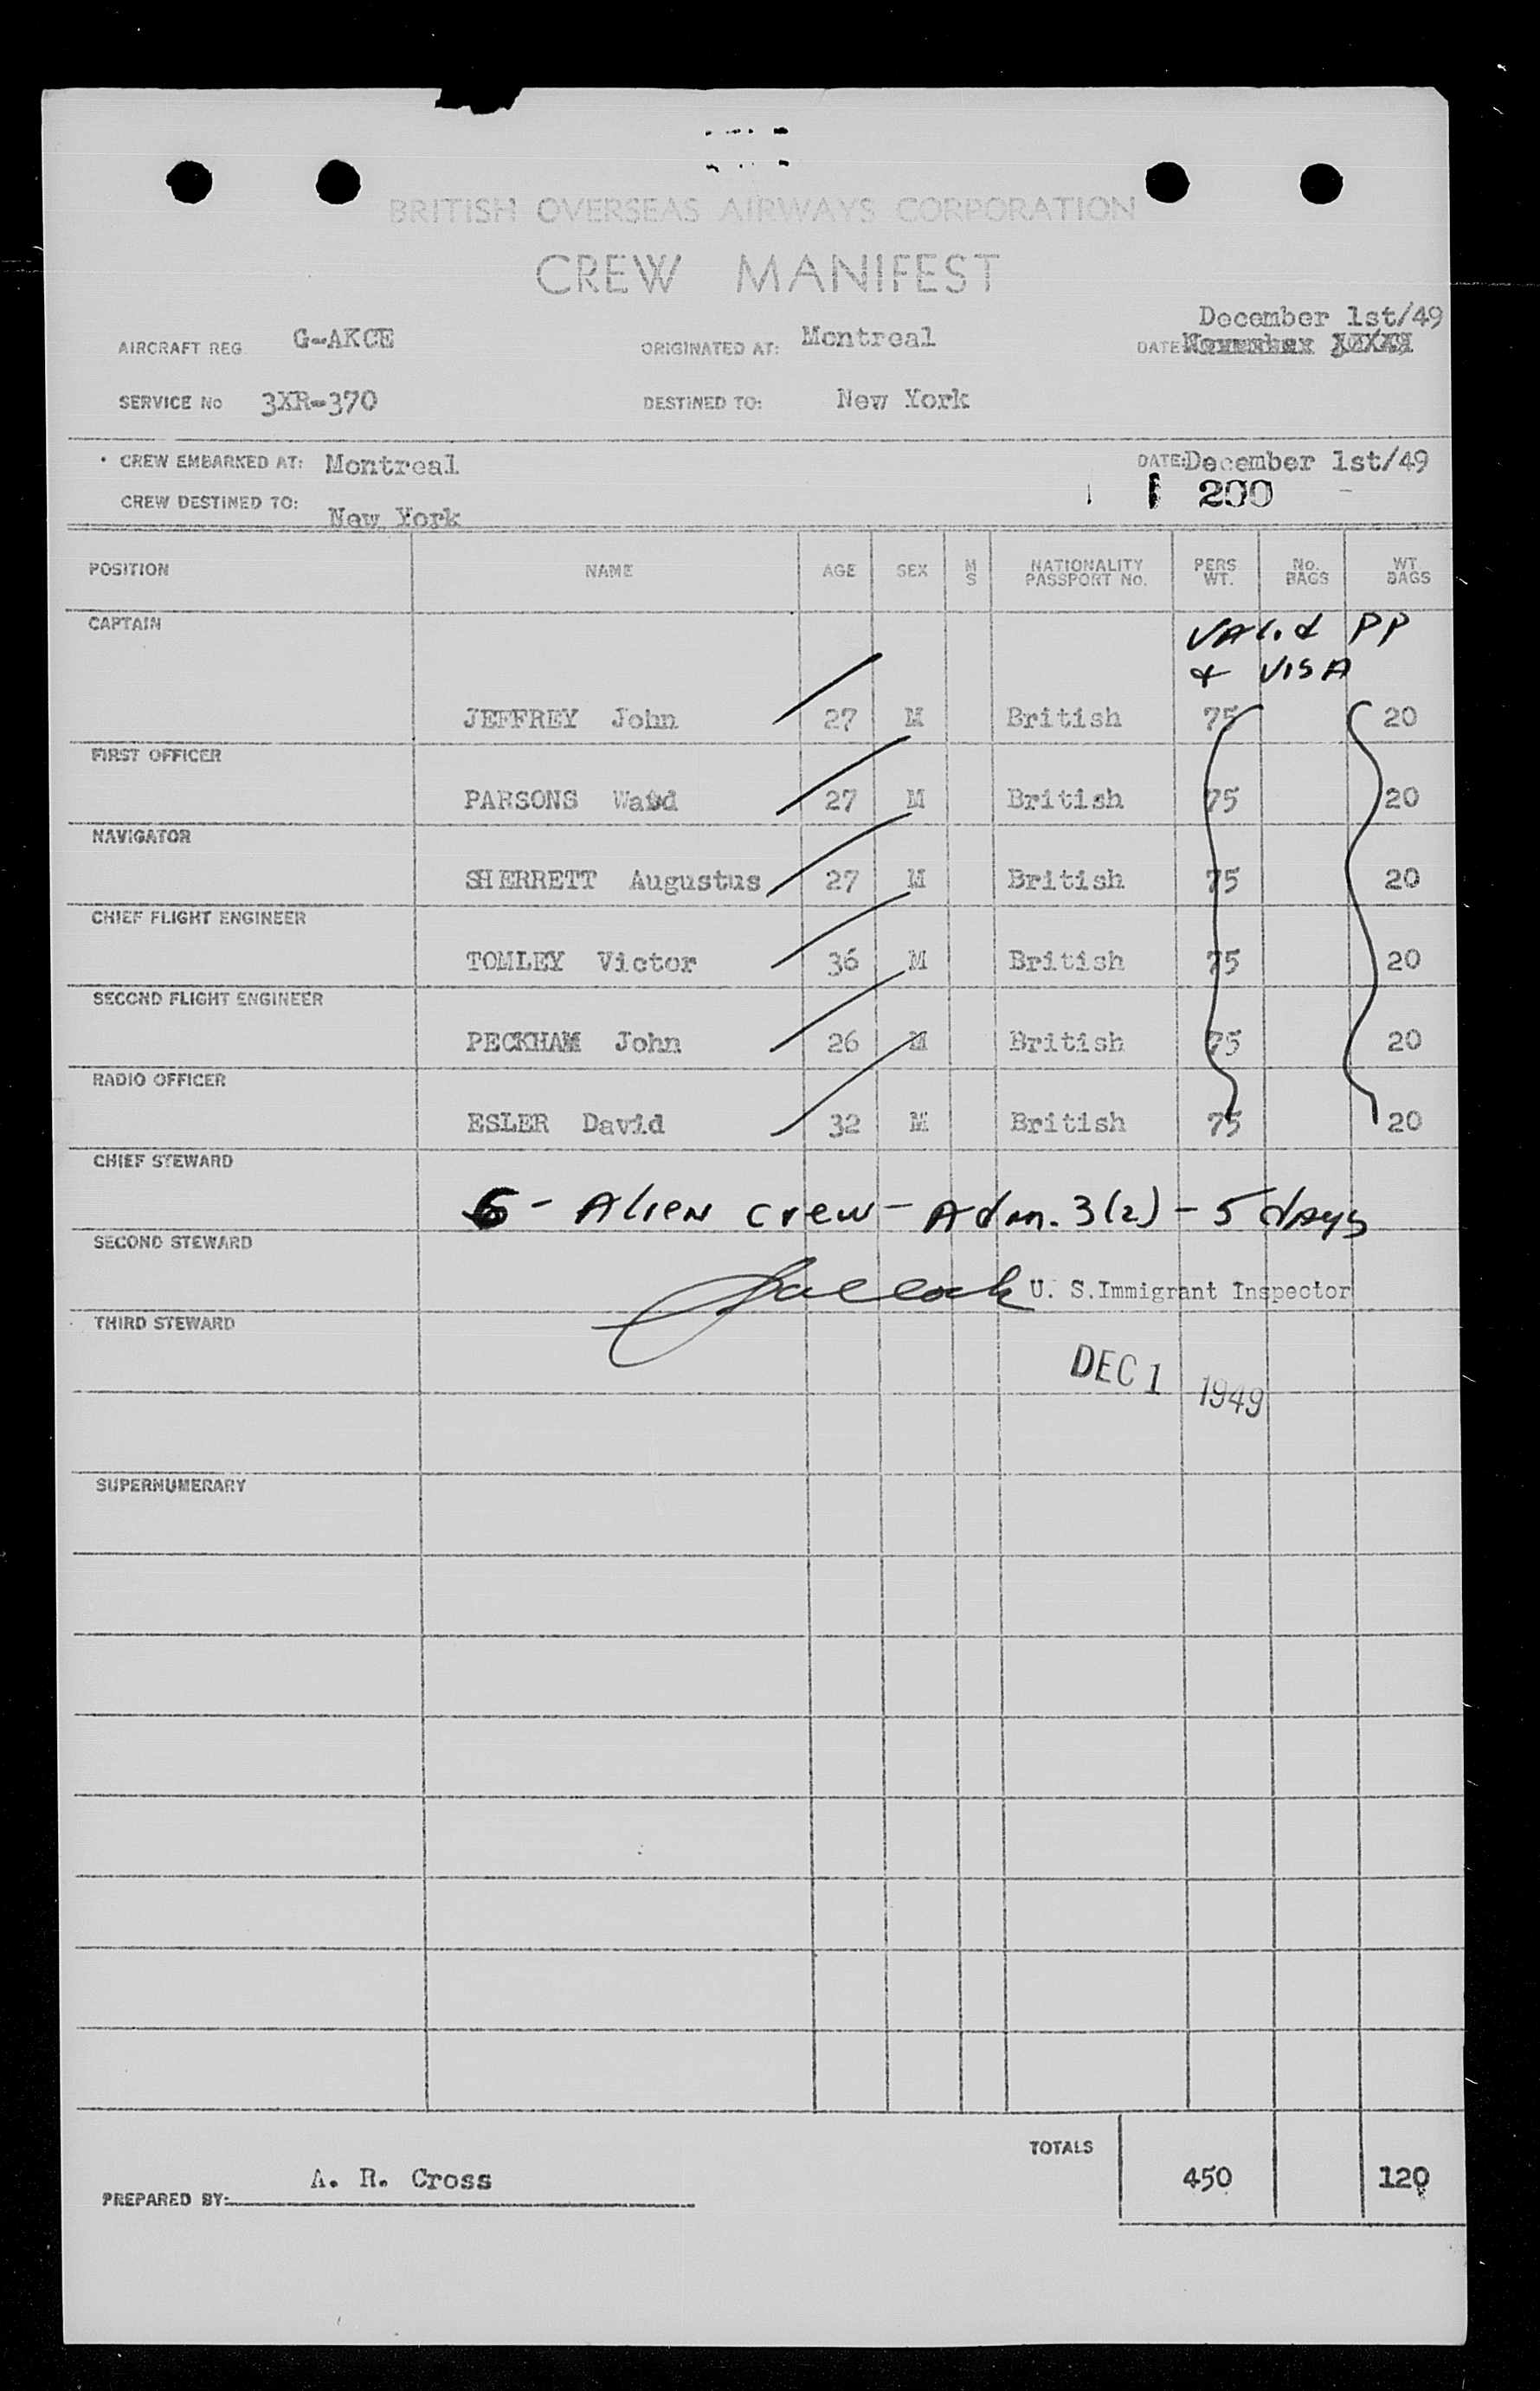 BRITISH OVERSEAS AIRWAYS CORPORATION
CREW MANIFEST
December 1st/49
AIRCRAFT REG G-AKCE ORIGINATED AT: Montreal DATE November
SERVICE No 3XR-370 DESTINED TO: New York
CREW EMBARKED AT: Montreal DATE: December 1st/49
CREW DESTINED TO: New York 200
POSITION NAME AGE SEX M S NATIONALITY PASSPORT No. PERS WT. No. BAGS WT BAGS
CAPTAIN VALid PP
& VISA
JEFFREY John 27 M British 75 20
FIRST OFFICER
PARSONS 27 M British 75 20
NAVIGATOR
SHERRETT Augustus 27 M British 75 20
CHIEF FLIGHT ENGINEER
TOMLEY Victor 36 M British 75 20
SECOND FLIGHT ENGINEER
PECKHAM John 26 M British 75 20
RADIO OFFICER
ESLER David 32 M British 75 20
CHIEF STEWARD
6 - Alien crew - Adm. 3(2) - 5 days
SECOND STEWARD
U. S. Immigrant Inspector
THIRD STEWARD
DEC 1 1949
SUPERNUMERARY
TOTALS
450 120
PREPARED BY: A. R. Cross